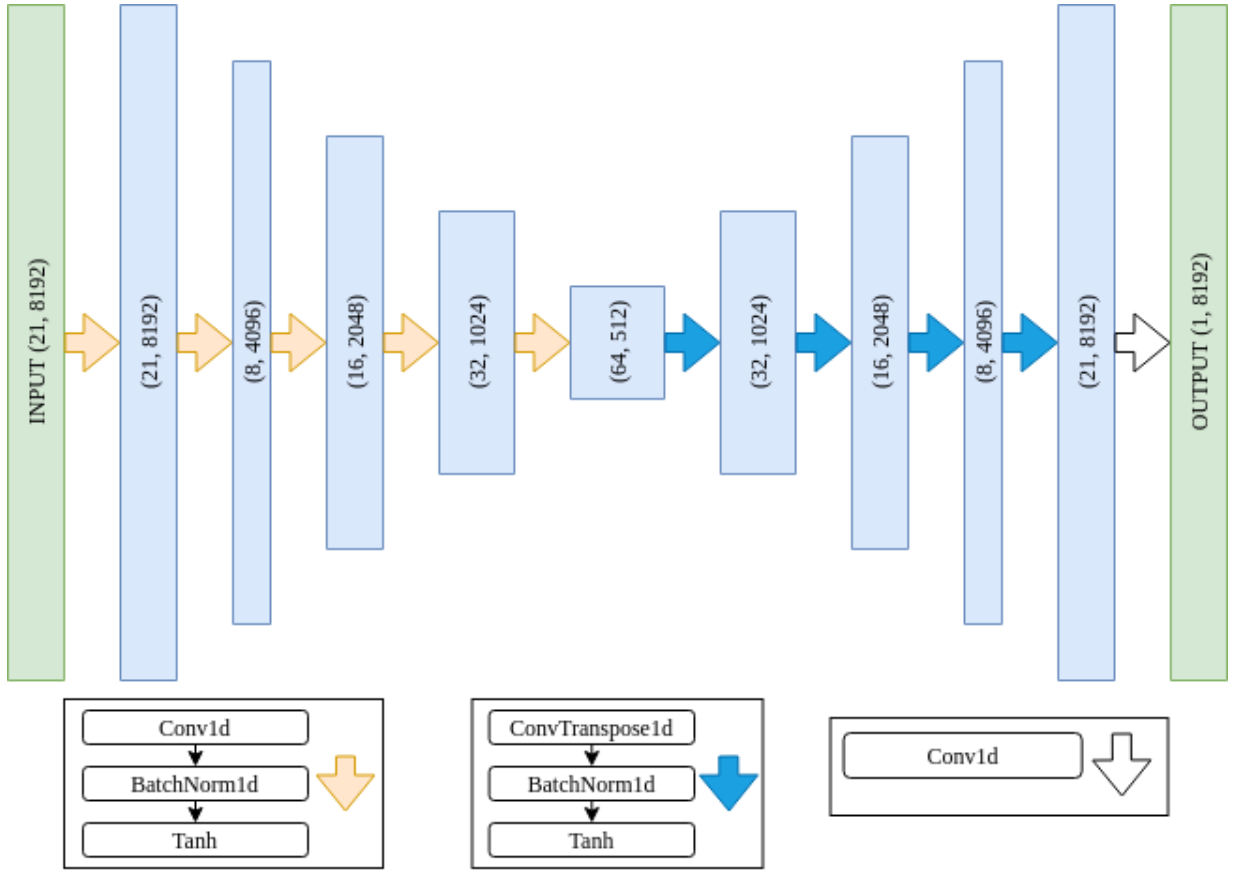 INPUT (21, 8192)
(21, 8192)
(8, 4096)
(16, 2048)
(32, 1024)
(64, 512)
(32, 1024)
(16, 2048)
(8, 4096)
(21, 8192)
OUTPUT (1, 8192)
Conv1d
BatchNorm1d
Tanh
ConvTranspose1d
BatchNorm1d
Tanh
Conv1d